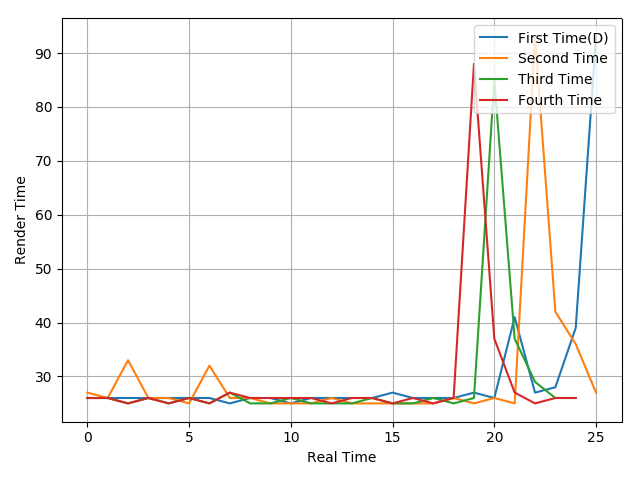 First Time(D)
Second Time
Third Time
Fourth Time
Render Time
90
80
70
60
50
40
30
0 5 10 15 20 25
Real Time